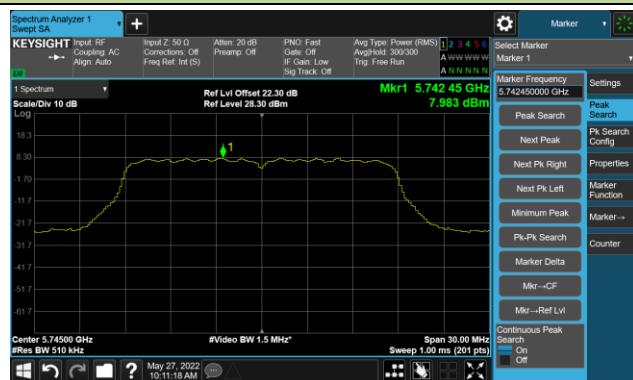 Spectrum Analyzer 1
Swept SA
KEYSIGHT
Input: RF
Coupling: AC
Align: Auto
Input Z: 50 Ω
Corrections: Off
Freq Ref: Int (S)
Atten: 20 dB
Preamp: Off
PNO: Fast
Gate: Off
IF Gain: Low
Sig Track: Off
Avg Type: Power (RMS)
Avg|Hold: 300/300
Trig: Free Run
1 2 3 4 5 6
A W W W W W
A N N N N N
1 Spectrum
Scale/Div 10 dB
Log
Ref Lvl Offset 22.30 dB
Ref Level 28.30 dBm
Mkr1 5.742 45 GHz
7.983 dBm
1
18.3
8.30
-1.70
-11.7
-21.7
-31.7
-41.7
-51.7
-61.7
Center 5.74500 GHz
#Res BW 510 kHz
#Video BW 1.5 MHz*
Span 30.00 MHz
Sweep 1.00 ms (201 pts)
May 27, 2022
10:11:18 AM
Marker
Select Marker
Marker 1
Marker Frequency
5.742450000 GHz
Peak Search
Next Peak
Next Pk Right
Next Pk Left
Minimum Peak
Pk-Pk Search
Marker Delta
Mkr→CF
Mkr→Ref Lvl
Continuous Peak
Search
On
Off
Settings
Peak
Search
Pk Search
Config
Properties
Marker
Function
Marker→
Counter